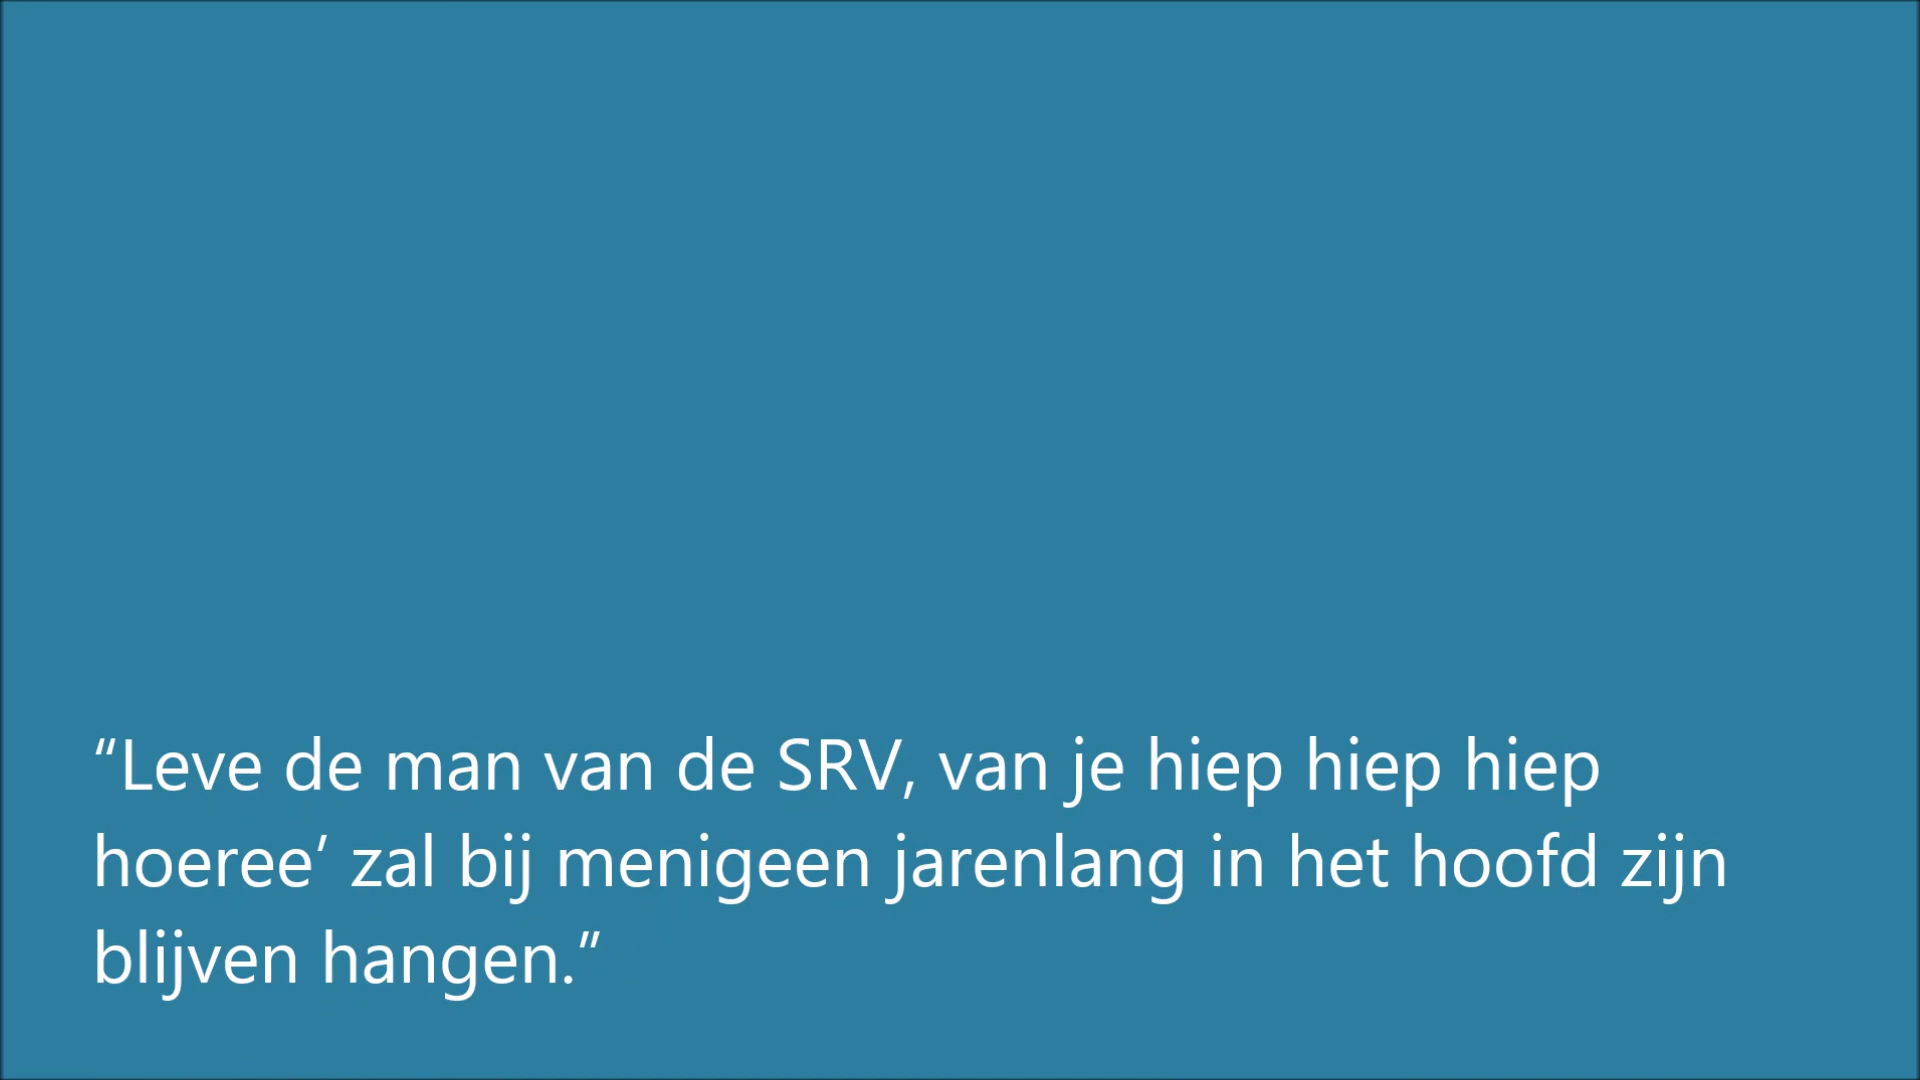 “Leve de man van de SRV, van je hiep hiep hiep
hoeree’ zal bij menigeen jarenlang in het hoofd zijn
blijven hangen.”